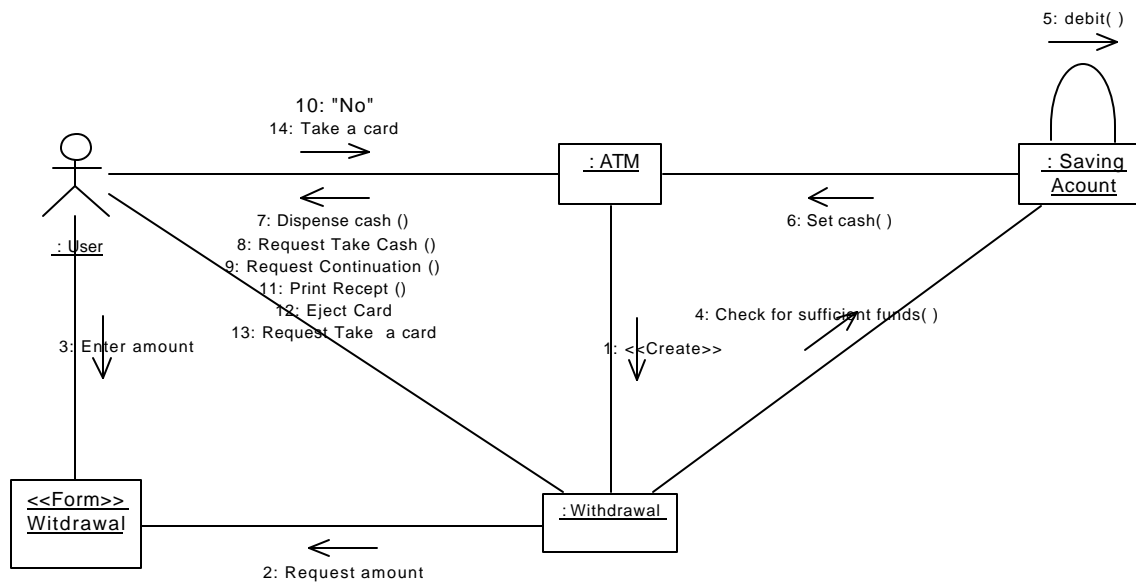 5: debit( )
10: "No"
14: Take a card
: ATM
: Saving
Acount
7: Dispense cash ()
8: Request Take Cash ()
9: Request Continuation ()
11: Print Recept ()
12: Eject Card
13: Request Take a card
6: Set cash( )
: User
4: Check for sufficient funds( )
3: Enter amount
1: <<Create>>
<<Form>>
Witdrawal
: Withdrawal
2: Request amount